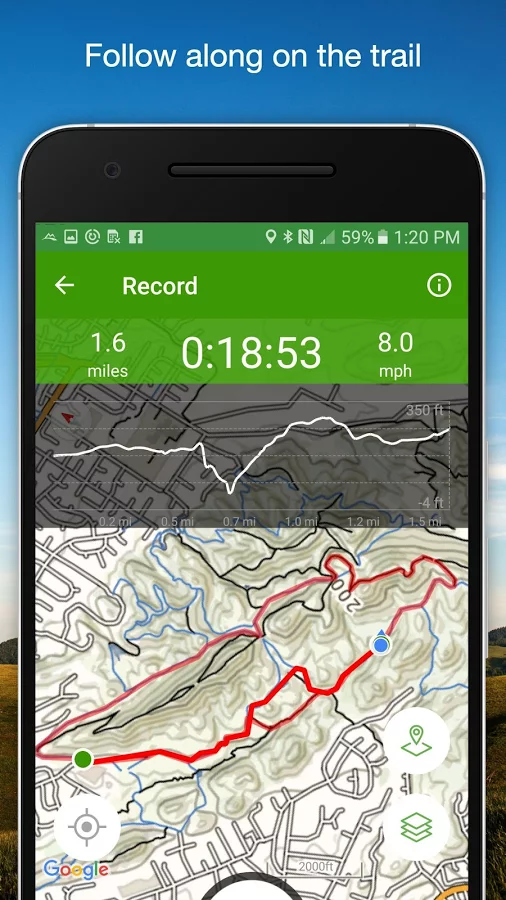 Follow along on the trail
59% 1:20 PM
Record
1.6 miles
0:18:53
8.0 mph
350 ft
-4 ft
0.2 mi 0.5 mi 0.7 mi 1.0 mi 1.2 mi 1.5 mi
200
2000ft
Google